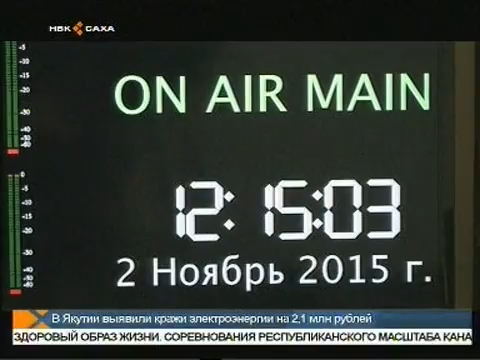 НВК САХА
ON AIR MAIN
12:15:03
2 Ноябрь 2015 г.
В Якутии выявили кражи электроэнергии на 2,1 млн рублей
ЗДОРОВЫЙ ОБРАЗ ЖИЗНИ. СОРЕВНОВАНИЯ РЕСПУБЛИКАНСКОГО МАСШТАБА КАНА